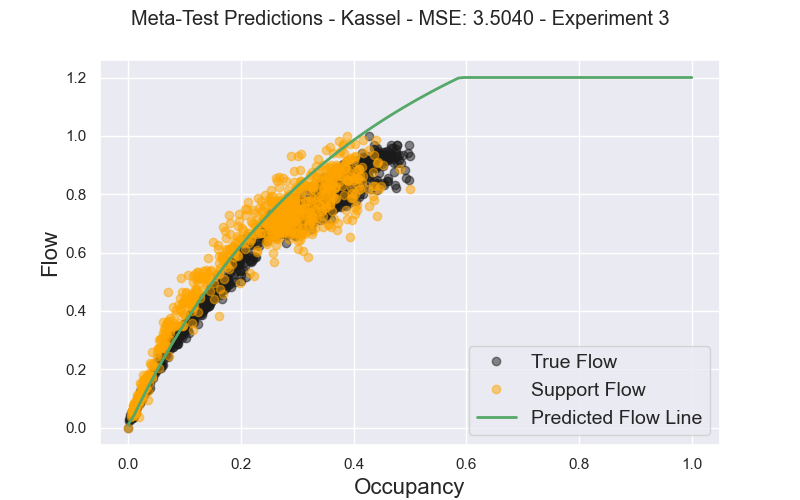 Meta-Test Predictions - Kassel - MSE: 3.5040 - Experiment 3
1.2
1.0
0.8
0.6
0.4
0.2
0.0
Flow
True Flow
Support Flow
Predicted Flow Line
0.0 0.2 0.4 0.6 0.8 1.0
Occupancy